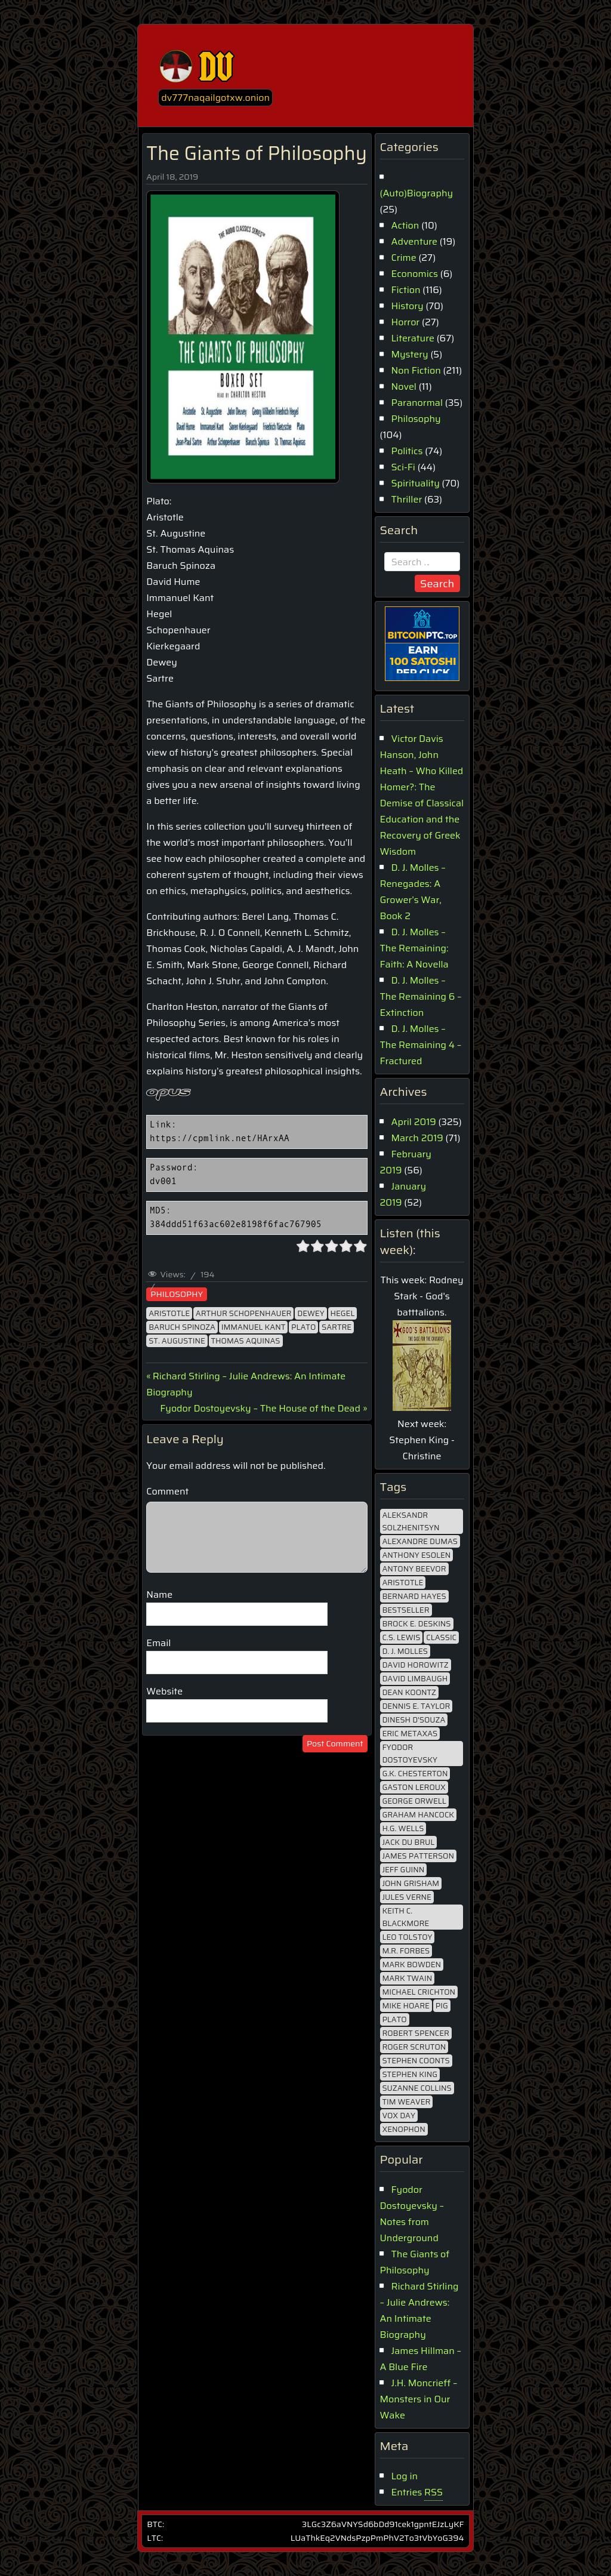 DV
dv777naqailgotxw.onion
The Giants of Philosophy
April 18, 2019
THE AUDIO CLASSICS SERIES
THE GIANTS OF PHILOSOPHY
BOXED SET
READ BY CHARLTON HESTON
Aristotle St. Augustine John Dewey Georg Wilhelm Friedrich Hegel
David Hume Immanuel Kant Soren Kierkegaard Friedrich Nietzsche Plato
Jean-Paul Sartre Arthur Schopenhauer Baruch Spinoza St. Thomas Aquinas
Plato:
Aristotle
St. Augustine
St. Thomas Aquinas
Baruch Spinoza
David Hume
Immanuel Kant
Hegel
Schopenhauer
Kierkegaard
Dewey
Sartre
The Giants of Philosophy is a series of dramatic
presentations, in understandable language, of the
concerns, questions, interests, and overall world
view of history's greatest philosophers. Special
emphasis on clear and relevant explanations
gives you a new arsenal of insights toward living
a better life.
In this series collection you'll survey thirteen of
the world's most important philosophers. You'll
see how each philosopher created a complete and
coherent system of thought, including their views
on ethics, metaphysics, politics, and aesthetics.
Contributing authors: Berel Lang, Thomas C.
Brickhouse, R. J. O Connell, Kenneth L. Schmitz,
Thomas Cook, Nicholas Capaldi, A. J. Mandt, John
E. Smith, Mark Stone, George Connell, Richard
Schacht, John J. Stuhr, and John Compton.
Charlton Heston, narrator of the Giants of
Philosophy Series, is among America's most
respected actors. Best known for his roles in
historical films, Mr. Heston sensitively and clearly
explains history's greatest philosophical insights.
opus
Link:
https://cpmlink.net/HArxAA
Password:
dv001
MD5:
384ddd51f63ac602e8198f6fac767905
Views: / 194
/
PHILOSOPHY
ARISTOTLE ARTHUR SCHOPENHAUER DEWEY HEGEL
BARUCH SPINOZA IMMANUEL KANT PLATO SARTRE
ST. AUGUSTINE THOMAS AQUINAS
« Richard Stirling – Julie Andrews: An Intimate
Biography
Fyodor Dostoyevsky – The House of the Dead »
Leave a Reply
Your email address will not be published.
Comment
Name
Email
Website
Post Comment
Categories
(Auto)Biography
(25)
Action (10)
Adventure (19)
Crime (27)
Economics (6)
Fiction (116)
History (70)
Horror (27)
Literature (67)
Mystery (5)
Non Fiction (211)
Novel (11)
Paranormal (35)
Philosophy
(104)
Politics (74)
Sci-Fi (44)
Spirituality (70)
Thriller (63)
Search
Search ...
Search
BITCOINPTC.TOP
EARN
100 SATOSHI
PER CLICK
Latest
Victor Davis
Hanson, John
Heath – Who Killed
Homer?: The
Demise of Classical
Education and the
Recovery of Greek
Wisdom
D. J. Molles –
Renegades: A
Grower's War,
Book 2
D. J. Molles –
The Remaining:
Faith: A Novella
D. J. Molles –
The Remaining 6 –
Extinction
D. J. Molles –
The Remaining 4 –
Fractured
Archives
April 2019 (325)
March 2019 (71)
February
2019 (56)
January
2019 (52)
Listen (this
week):
This week: Rodney
Stark - God's
batttalions.
GOD'S BATTALIONS
Next week:
Stephen King -
Christine
Tags
ALEKSANDR
SOLZHENITSYN
ALEXANDRE DUMAS
ANTHONY ESOLEN
ANTONY BEEVOR
ARISTOTLE
BERNARD HAYES
BESTSELLER
BROCK E. DESKINS
C.S. LEWIS CLASSIC
D. J. MOLLES
DAVID HOROWITZ
DAVID LIMBAUGH
DEAN KOONTZ
DENNIS E. TAYLOR
DINESH D'SOUZA
ERIC METAXAS
FYODOR
DOSTOYEVSKY
G.K. CHESTERTON
GASTON LEROUX
GEORGE ORWELL
GRAHAM HANCOCK
H.G. WELLS
JACK DU BRUL
JAMES PATTERSON
JEFF GUINN
JOHN GRISHAM
JULES VERNE
KEITH C.
BLACKMORE
LEO TOLSTOY
M.R. FORBES
MARK BOWDEN
MARK TWAIN
MICHAEL CRICHTON
MIKE HOARE PIG
PLATO
ROBERT SPENCER
ROGER SCRUTON
STEPHEN COONTS
STEPHEN KING
SUZANNE COLLINS
TIM WEAVER
VOX DAY
XENOPHON
Popular
Fyodor
Dostoyevsky –
Notes from
Underground
The Giants of
Philosophy
Richard Stirling
– Julie Andrews:
An Intimate
Biography
James Hillman –
A Blue Fire
J.H. Moncrieff –
Monsters in Our
Wake
Meta
Log in
Entries RSS
BTC: 3LGc3Z6aVNYSd6bDd91cek1gpntEJzLyKF
LTC: LUaThkEq2VNdsPzpPmPhV2To3tVbYoG394